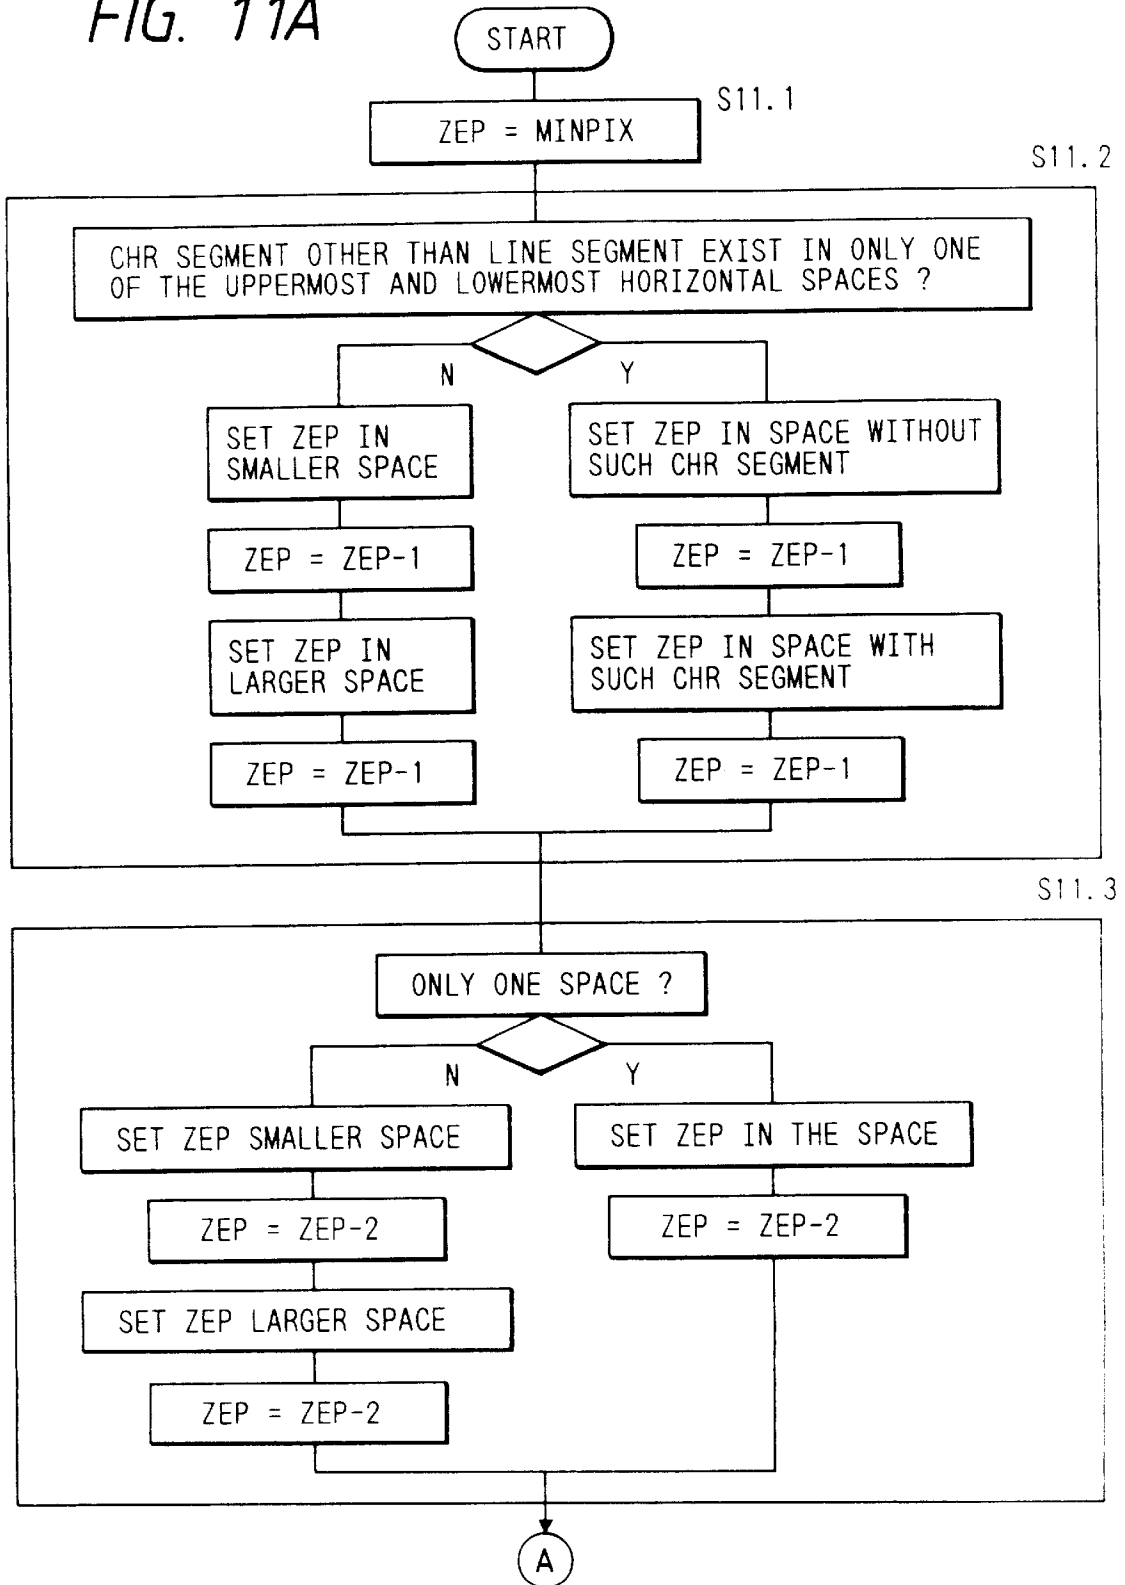 FIG. 11A
START
S11.1
ZEP = MINPIX
S11.2
CHR SEGMENT OTHER THAN LINE SEGMENT EXIST IN ONLY ONE
OF THE UPPERMOST AND LOWERMOST HORIZONTAL SPACES ?
N
Y
SET ZEP IN
SMALLER SPACE
ZEP = ZEP-1
SET ZEP IN
LARGER SPACE
ZEP = ZEP-1
SET ZEP IN SPACE WITHOUT
SUCH CHR SEGMENT
ZEP = ZEP-1
SET ZEP IN SPACE WITH
SUCH CHR SEGMENT
ZEP = ZEP-1
S11.3
ONLY ONE SPACE ?
N
Y
SET ZEP SMALLER SPACE
ZEP = ZEP-2
SET ZEP LARGER SPACE
ZEP = ZEP-2
SET ZEP IN THE SPACE
ZEP = ZEP-2
A